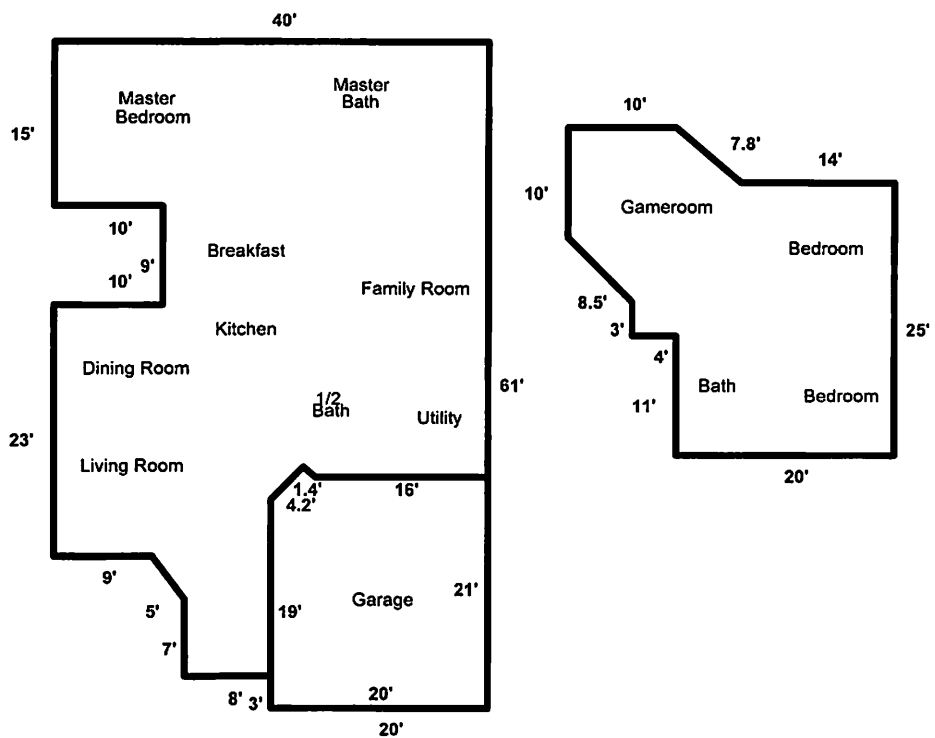 40'
Master
Bedroom
Master
Bath
15'
10'
9'
10'
Breakfast
Family Room
Kitchen
Dining Room
61'
1/2
Bath
Utility
23'
Living Room
1.4'
4.2'
16'
9'
5'
7'
19'
Garage
21'
8'
3'
20'
20'
10'
7.8'
14'
10'
Gameroom
Bedroom
8.5'
3'
4'
25'
Bath
Bedroom
11'
20'